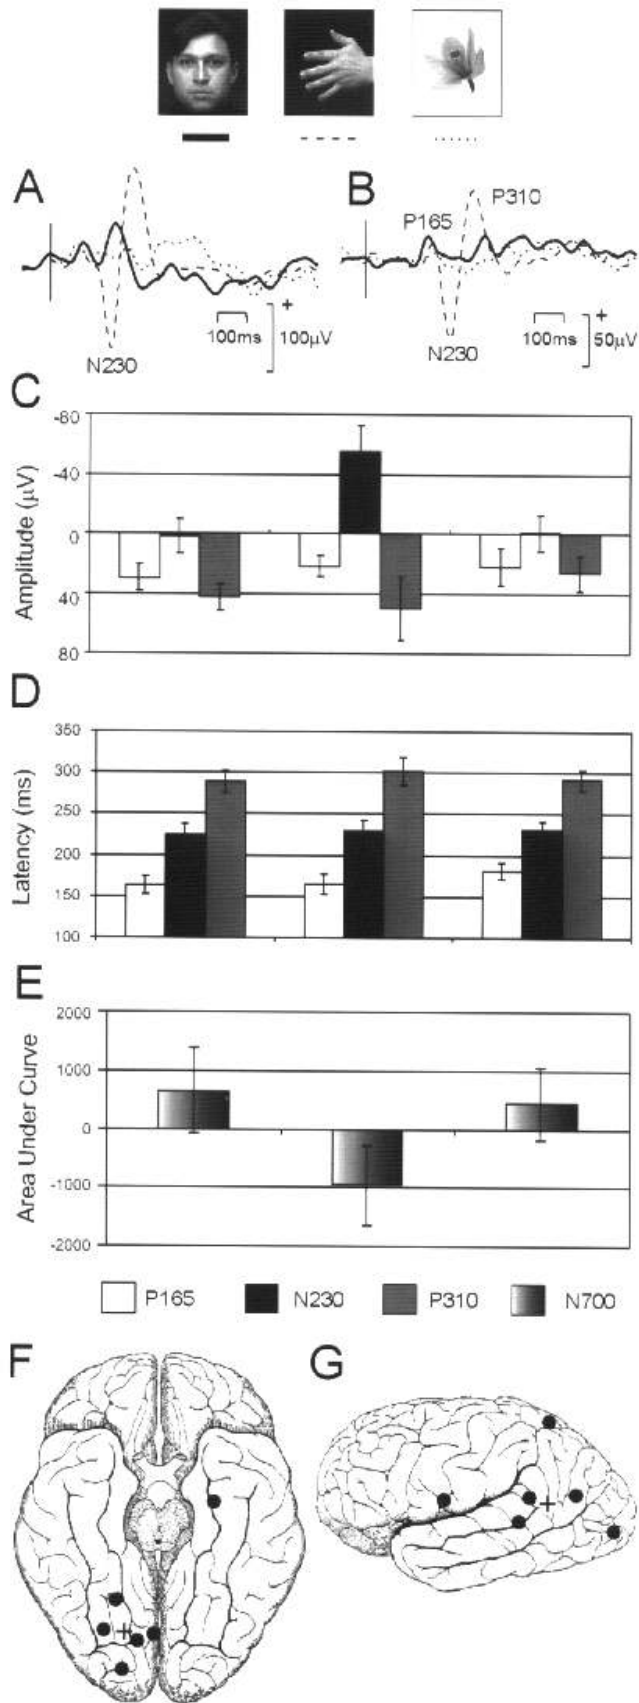 A
B
P310
P165
+
100ms
100µV
N230
+
100ms
50µV
N230
C
Amplitude (µV)
-80
-40
0
40
80
D
Latency (ms)
350
300
250
200
150
100
E
Area Under Curve
2000
1000
0
-1000
-2000
P165
N230
P310
N700
F
G
+
+